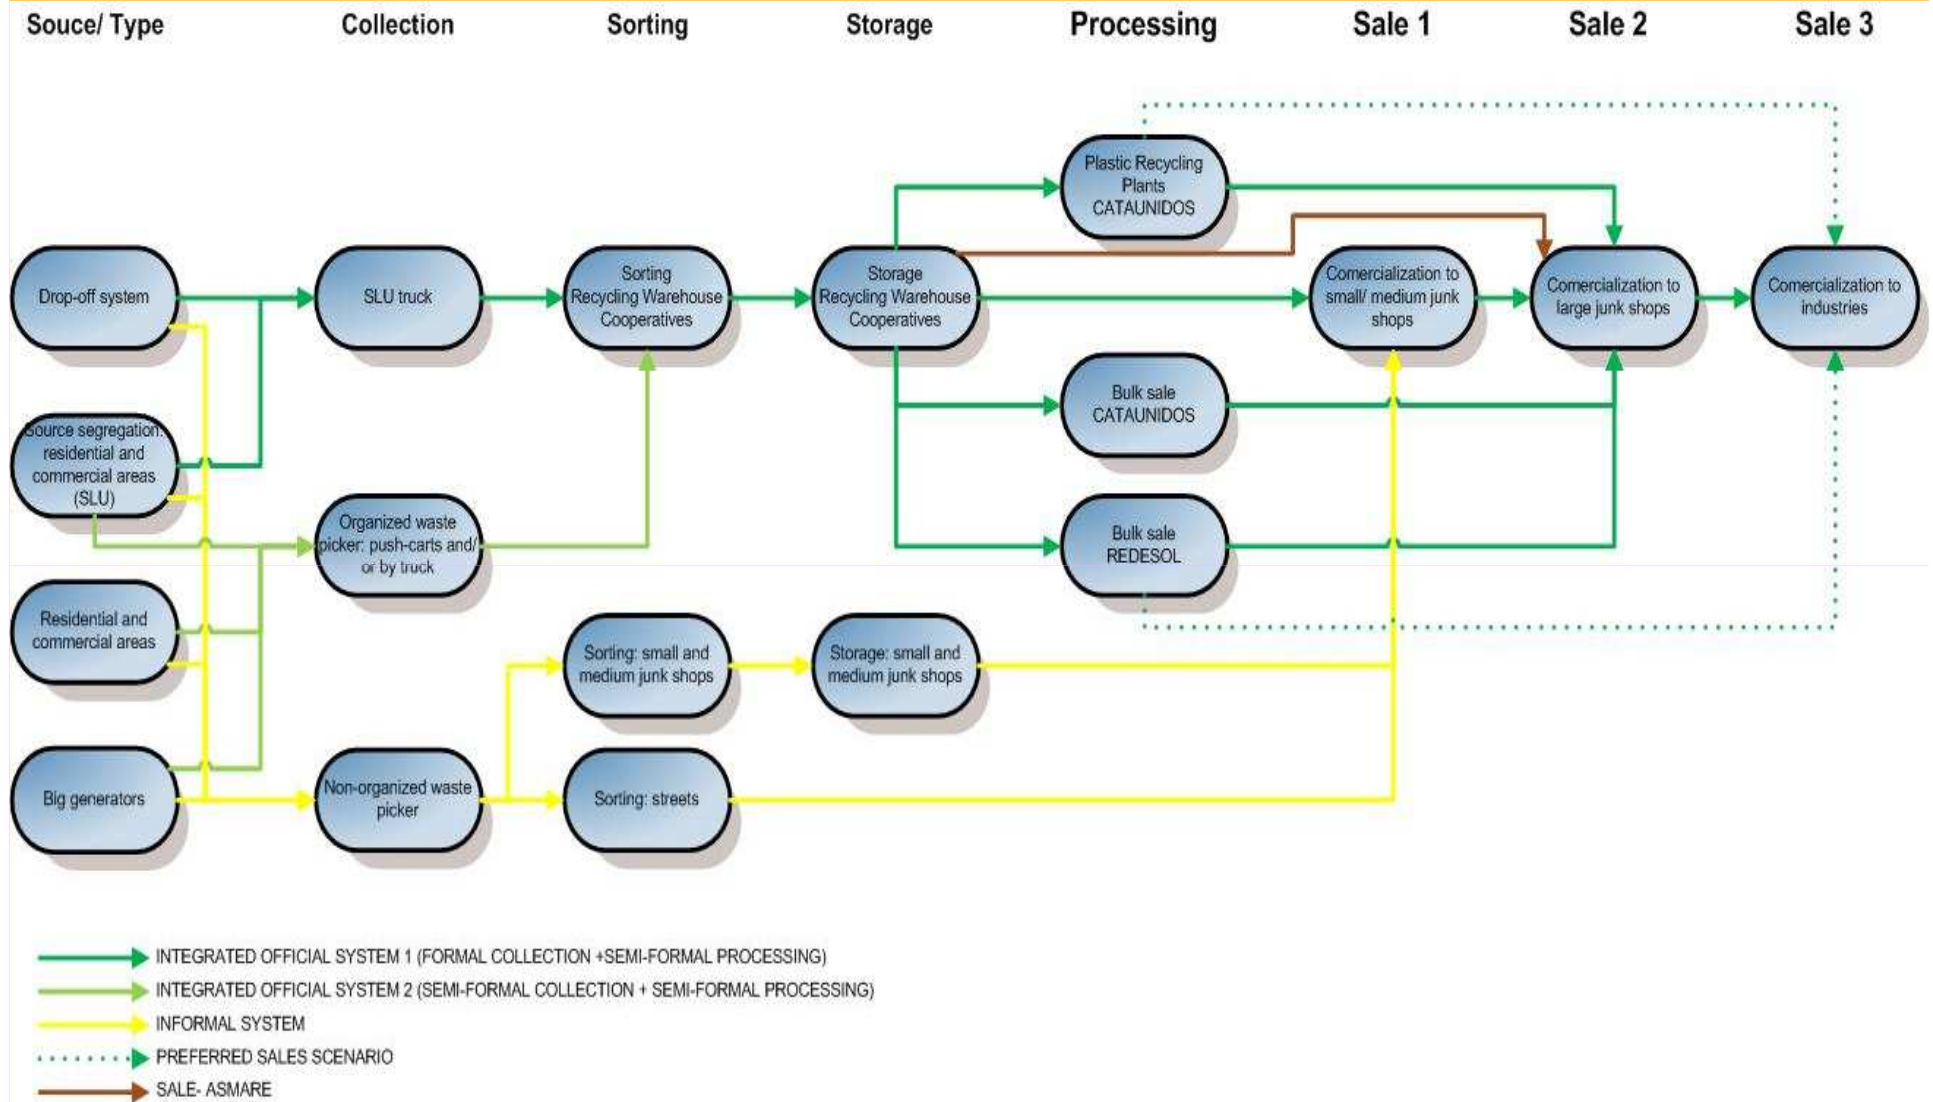 Souce/ Type
Collection
Sorting
Storage
Processing
Sale 1
Sale 2
Sale 3
Plastic Recycling
Plants
CATAUNIDOS
Drop-off system
SLU truck
Sorting
Recycling Warehouse
Cooperatives
Storage
Recycling Warehouse
Cooperatives
Comercialization to
small/ medium junk
shops
Comercialization to
large junk shops
Comercialization to
industries
Source segregation:
residential and
commercial areas
(SLU)
Bulk sale
CATAUNIDOS
Organized waste
picker: push-carts and/
or by truck
Bulk sale
REDESOL
Residential and
commercial areas
Sorting: small and
medium junk shops
Storage: small and
medium junk shops
Big generators
Non-organized waste
picker
Sorting: streets
INTEGRATED OFFICIAL SYSTEM 1 (FORMAL COLLECTION +SEMI-FORMAL PROCESSING)
INTEGRATED OFFICIAL SYSTEM 2 (SEMI-FORMAL COLLECTION + SEMI-FORMAL PROCESSING)
INFORMAL SYSTEM
PREFERRED SALES SCENARIO
SALE- ASMARE